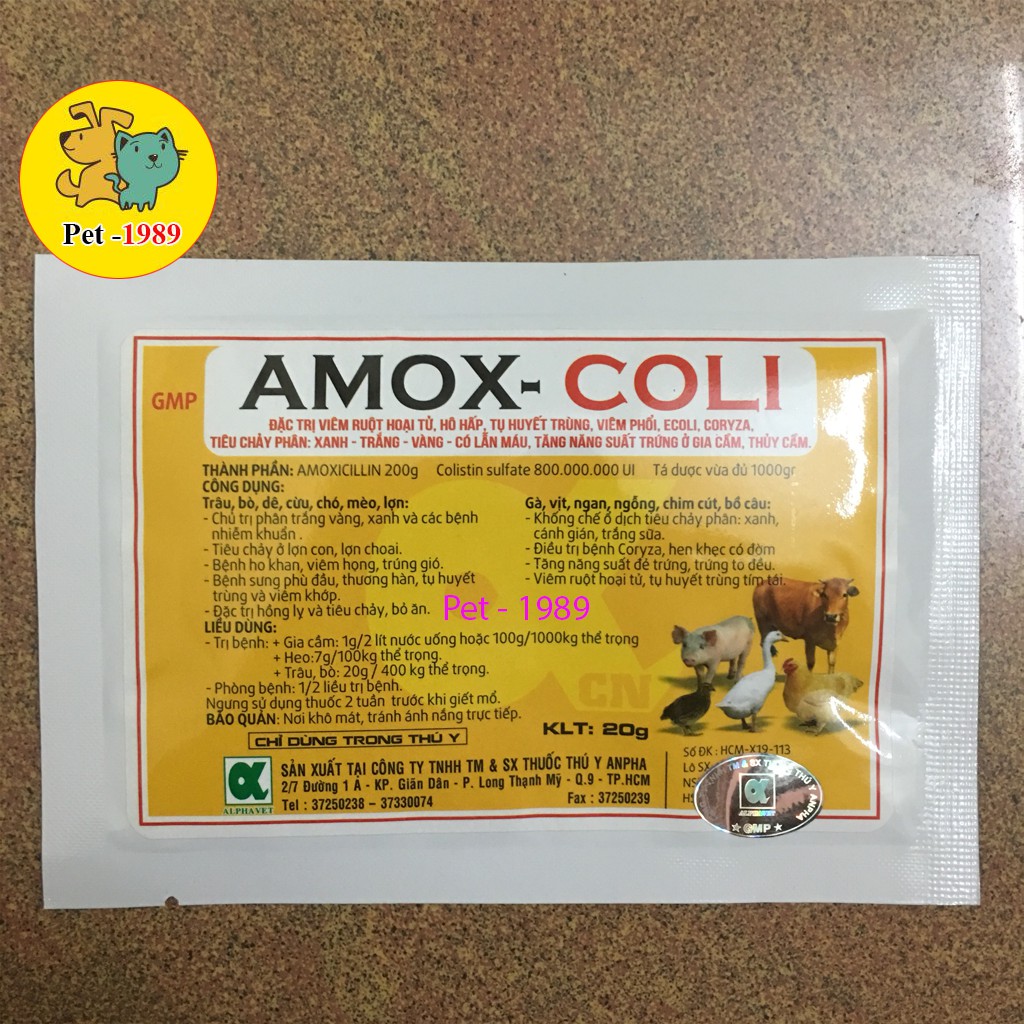 Pet -1989
GMP
AMOX- COLI
ĐẶC TRỊ VIÊM RUỘT HOẠI TỬ, HÔ HẤP, TỤ HUYẾT TRÙNG, VIÊM PHỔI, ECOLI, CORYZA,
TIÊU CHẢY PHÂN: XANH - TRẮNG - VÀNG - CÓ LẪN MÁU, TĂNG NĂNG SUẤT TRỨNG Ở GIA CẦM, THỦY CẦM.
THÀNH PHẦN: AMOXICILLIN 200g Colistin sulfate 800.000.000 UI Tá dược vừa đủ 1000gr
CÔNG DỤNG:
Trâu, bò, dê, cừu, chó, mèo, lợn:
- Chủ trị phân trắng vàng, xanh và các bệnh
nhiễm khuẩn .
- Tiêu chảy ở lợn con, lợn choai.
- Bệnh ho khan, viêm họng, trúng gió.
- Bệnh sưng phù đầu, thương hàn, tụ huyết
trùng và viêm khớp.
- Đặc trị hồng lỵ và tiêu chảy, bỏ ăn.
Gà, vịt, ngan, ngỗng, chim cút, bồ câu:
- Khống chế ổ dịch tiêu chảy phân: xanh,
cánh gián, trắng sữa.
- Điều trị bệnh Coryza, hen khẹc có đờm
- Tăng năng suất đẻ trứng, trứng to đều.
- Viêm ruột hoại tử, tụ huyết trùng tím tái.
Pet - 1989
LIỀU DÙNG:
- Trị bệnh: + Gia cầm: 1g/2 lít nước uống hoặc 100g/1000kg thể trọng
+ Heo:7g/100kg thể trọng.
+ Trâu, bò: 20g / 400 kg thể trọng.
- Phòng bệnh: 1/2 liều trị bệnh.
Ngưng sử dụng thuốc 2 tuần trước khi giết mổ.
BẢO QUẢN: Nơi khô mát, tránh ánh nắng trực tiếp.
CN
KLT: 20g
CHỈ DÙNG TRONG THÚ Y
ALPHAVET
SẢN XUẤT TẠI CÔNG TY TNHH TM & SX THUỐC THÚ Y ANPHA
2/7 Đường 1 A - KP. Giãn Dân - P. Long Thạnh Mỹ - Q.9 - TP.HCM
Tel : 37250238 – 37330074 Fax : 37250239
Số ĐK : HCM-X19-113
Lô SX
TM & SX THUỐC THÚ Y ANPHA
ALPHAVET
★ GMP ★